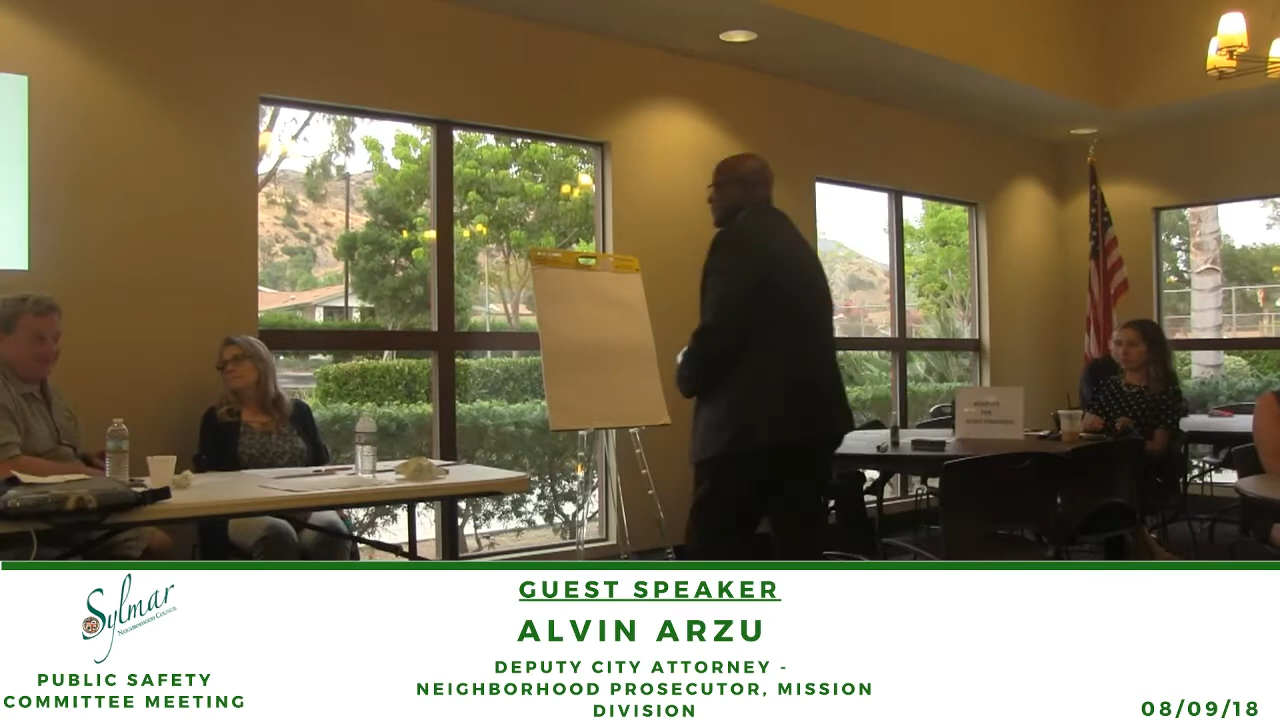 GUEST SPEAKER
ALVIN ARZU
DEPUTY CITY ATTORNEY -
NEIGHBORHOOD PROSECUTOR, MISSION
DIVISION
Sylmar
NEIGHBORHOOD COUNCIL
PUBLIC SAFETY
COMMITTEE MEETING
08/09/18